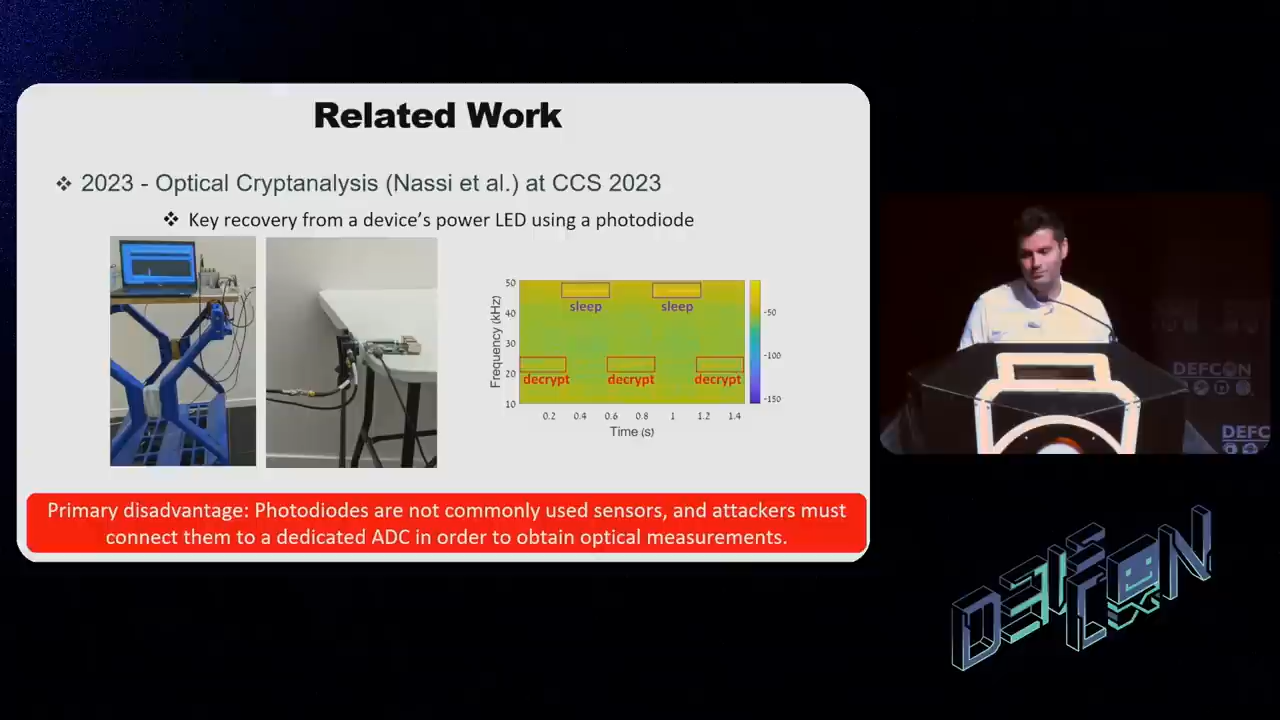 Related Work
❖ 2023 - Optical Cryptanalysis (Nassi et al.) at CCS 2023
❖ Key recovery from a device's power LED using a photodiode
Frequency (kHz)
50
40
30
20
10
sleep
sleep
decrypt
decrypt
decrypt
0.2
0.4
0.6
0.8
1
1.2
1.4
Time (s)
-50
-100
-150
Primary disadvantage: Photodiodes are not commonly used sensors, and attackers must
connect them to a dedicated ADC in order to obtain optical measurements.
DEFCON
DEFC
DEFCON